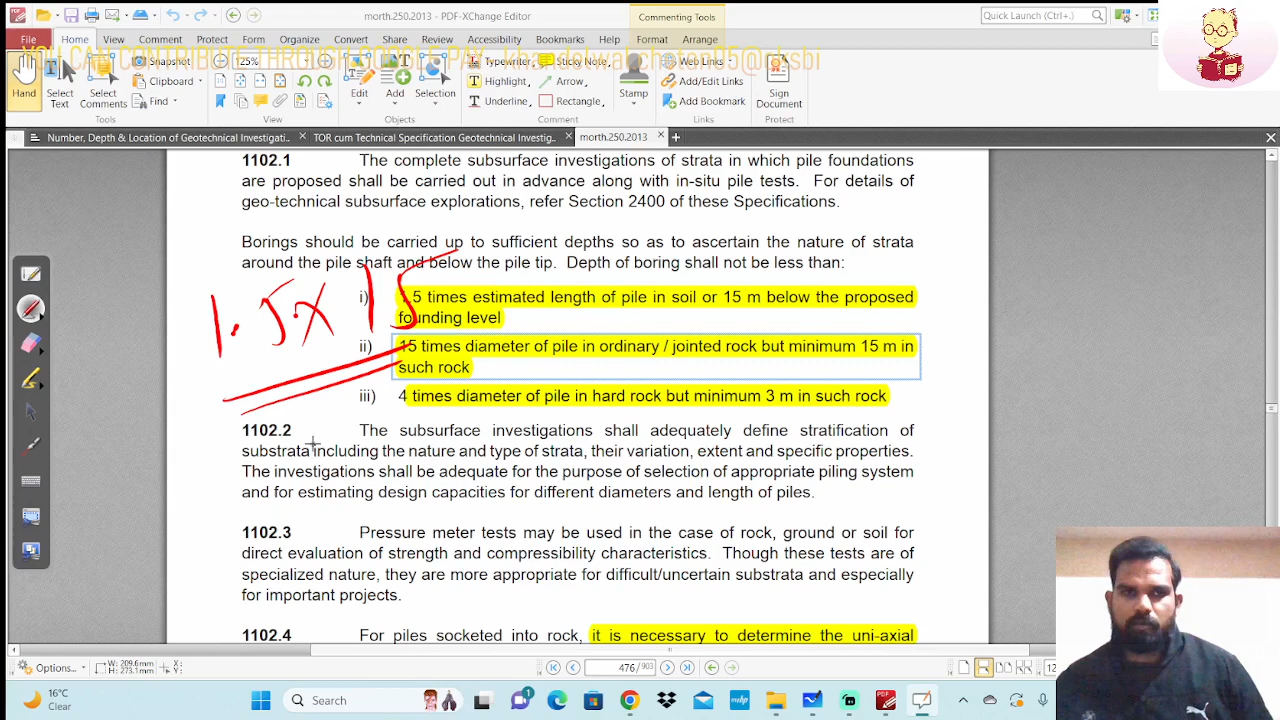 morth.250.2013 - PDF-XChange Editor
Commenting Tools
Quick Launch (Ctrl+.)
File Home View Comment Protect Form Organize Convert Share Review Accessibility Bookmarks Help Format Arrange
YOU CAN CONTRIBUTE THROUGH GOOGLE PAY
Snapshot 125% Typewriter Sticky Note Web Links
Clipboard Highlight Arrow Add/Edit Links
Find Underline Rectangle Add Bookmark
Hand Select Text Select Comments Edit Add Selection Stamp Sign Document
Tools View Objects Comment Links Protect
Number, Depth & Location of Geotechnical Investigati.. TOR cum Technical Specification Geotechnical Investig.. morth.250.2013
1102.1 The complete subsurface investigations of strata in which pile foundations
are proposed shall be carried out in advance along with in-situ pile tests. For details of
geo-technical subsurface explorations, refer Section 2400 of these Specifications.
Borings should be carried up to sufficient depths so as to ascertain the nature of strata
around the pile shaft and below the pile tip. Depth of boring shall not be less than:
1.5 x 15
i) 1.5 times estimated length of pile in soil or 15 m below the proposed
founding level
ii) 15 times diameter of pile in ordinary / jointed rock but minimum 15 m in
such rock
iii) 4 times diameter of pile in hard rock but minimum 3 m in such rock
1102.2 The subsurface investigations shall adequately define stratification of
substrata including the nature and type of strata, their variation, extent and specific properties.
The investigations shall be adequate for the purpose of selection of appropriate piling system
and for estimating design capacities for different diameters and length of piles.
1102.3 Pressure meter tests may be used in the case of rock, ground or soil for
direct evaluation of strength and compressibility characteristics. Though these tests are of
specialized nature, they are more appropriate for difficult/uncertain substrata and especially
for important projects.
1102.4 For piles socketed into rock, it is necessary to determine the uni-axial
Options... W: 209.6mm X:
H: 273.1mm Y:
476 / 903
16°C
Clear
Search